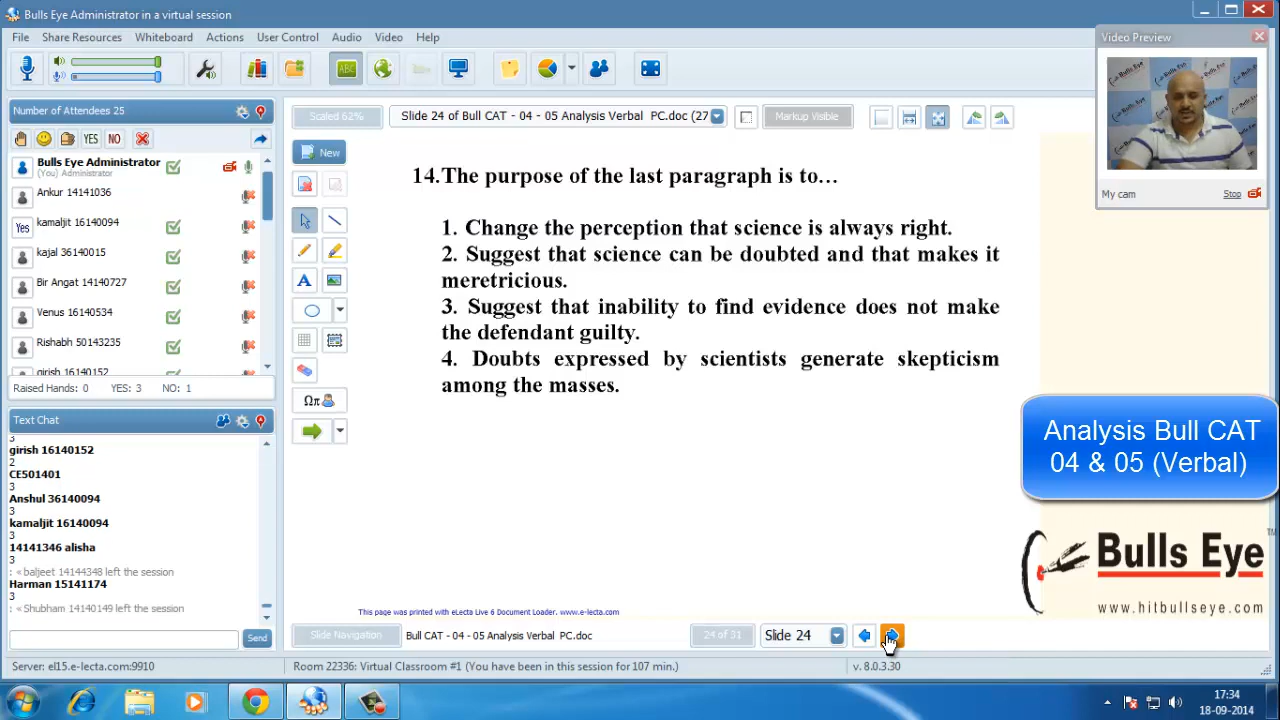 Bulls Eye Administrator in a virtual session
File Share Resources Whiteboard Actions User Control Audio Video Help
Video Preview
My cam Stop
Number of Attendees 25
YES NO
Bulls Eye Administrator
(You) Administrator
Ankur 14141036
Yes kamaljit 16140094
kajal 36140015
Bir Angat 14140727
Venus 16140534
Rishabh 50143235
girish 16140152
Raised Hands: 0 YES: 3 NO: 1
Text Chat
3
girish 16140152
2
CE501401
3
Anshul 36140094
3
kamaljit 16140094
3
14141346 alisha
3
: « baljeet 14144348 left the session
Harman 15141174
3
: « Shubham 14140149 left the session
Send
Scaled 62% Slide 24 of Bull CAT - 04 - 05 Analysis Verbal PC.doc (27 Markup Visible
New
ABC
A
Ωπ
14.The purpose of the last paragraph is to…
1. Change the perception that science is always right.
2. Suggest that science can be doubted and that makes it
meretricious.
3. Suggest that inability to find evidence does not make
the defendant guilty.
4. Doubts expressed by scientists generate skepticism
among the masses.
Analysis Bull CAT
04 & 05 (Verbal)
Bulls Eye
TM
www.hitbullseye.com
This page was printed with eLecta Live 6 Document Loader. www.e-lecta.com
Slide Navigation Bull CAT - 04 - 05 Analysis Verbal PC.doc 24 of 31 Slide 24
Server: el15.e-lecta.com:9910 Room 22336: Virtual Classroom #1 (You have been in this session for 107 min.) v. 8.0.3.30
17:34
18-09-2014